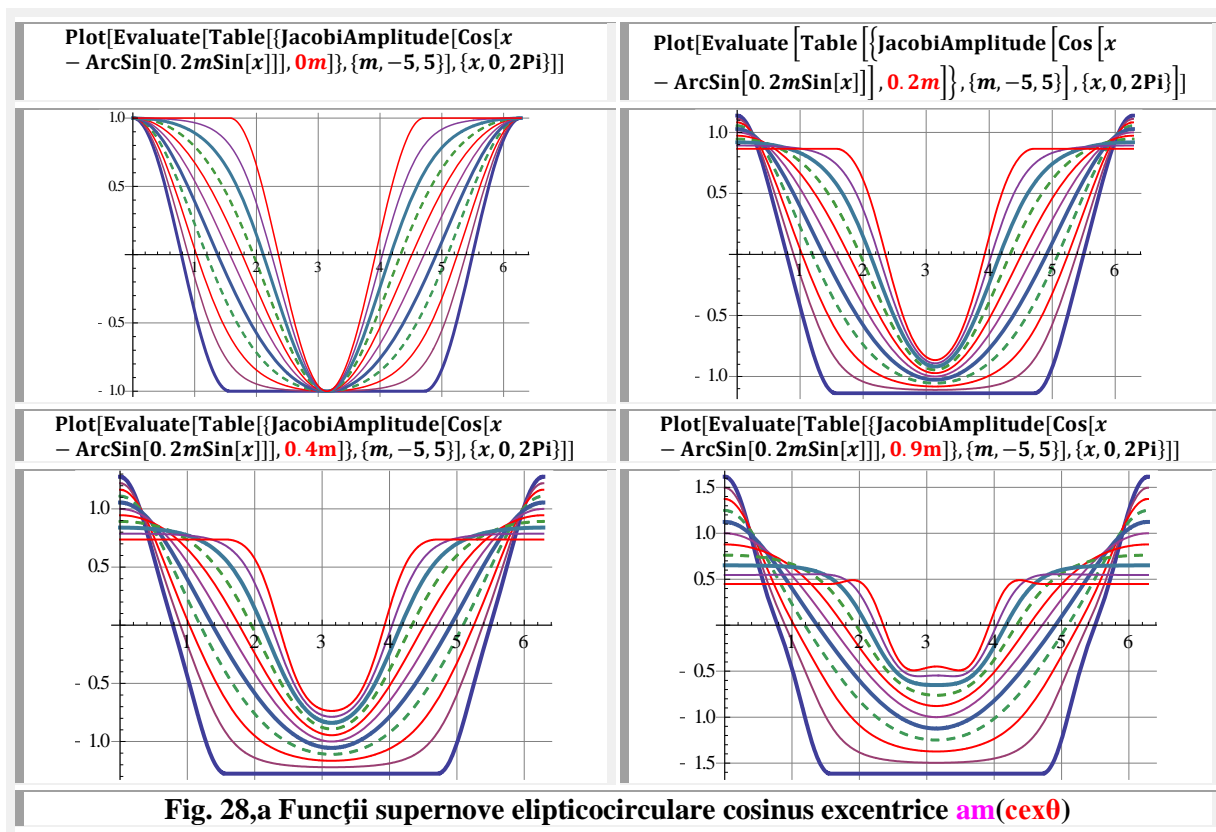 Plot[Evaluate[Table[{JacobiAmplitude[Cos[x
− ArcSin[0.2mSin[x]]], 0m]}, {m, −5, 5}], {x, 0, 2Pi}]]
Plot[Evaluate[Table[{JacobiAmplitude[Cos[x
− ArcSin[0.2mSin[x]]], 0.2m]}, {m, −5, 5}], {x, 0, 2Pi}]]
1.0
0.5
1 2 3 4 5 6
- 0.5
- 1.0
1.0
0.5
1 2 3 4 5 6
- 0.5
- 1.0
Plot[Evaluate[Table[{JacobiAmplitude[Cos[x
− ArcSin[0.2mSin[x]]], 0.4m]}, {m, −5, 5}], {x, 0, 2Pi}]]
Plot[Evaluate[Table[{JacobiAmplitude[Cos[x
− ArcSin[0.2mSin[x]]], 0.9m]}, {m, −5, 5}], {x, 0, 2Pi}]]
1.0
0.5
1 2 3 4 5 6
- 0.5
- 1.0
1.5
1.0
0.5
1 2 3 4 5 6
- 0.5
- 1.0
- 1.5
Fig. 28,a Funcţii supernove elipticocirculare cosinus excentrice am(cexθ)